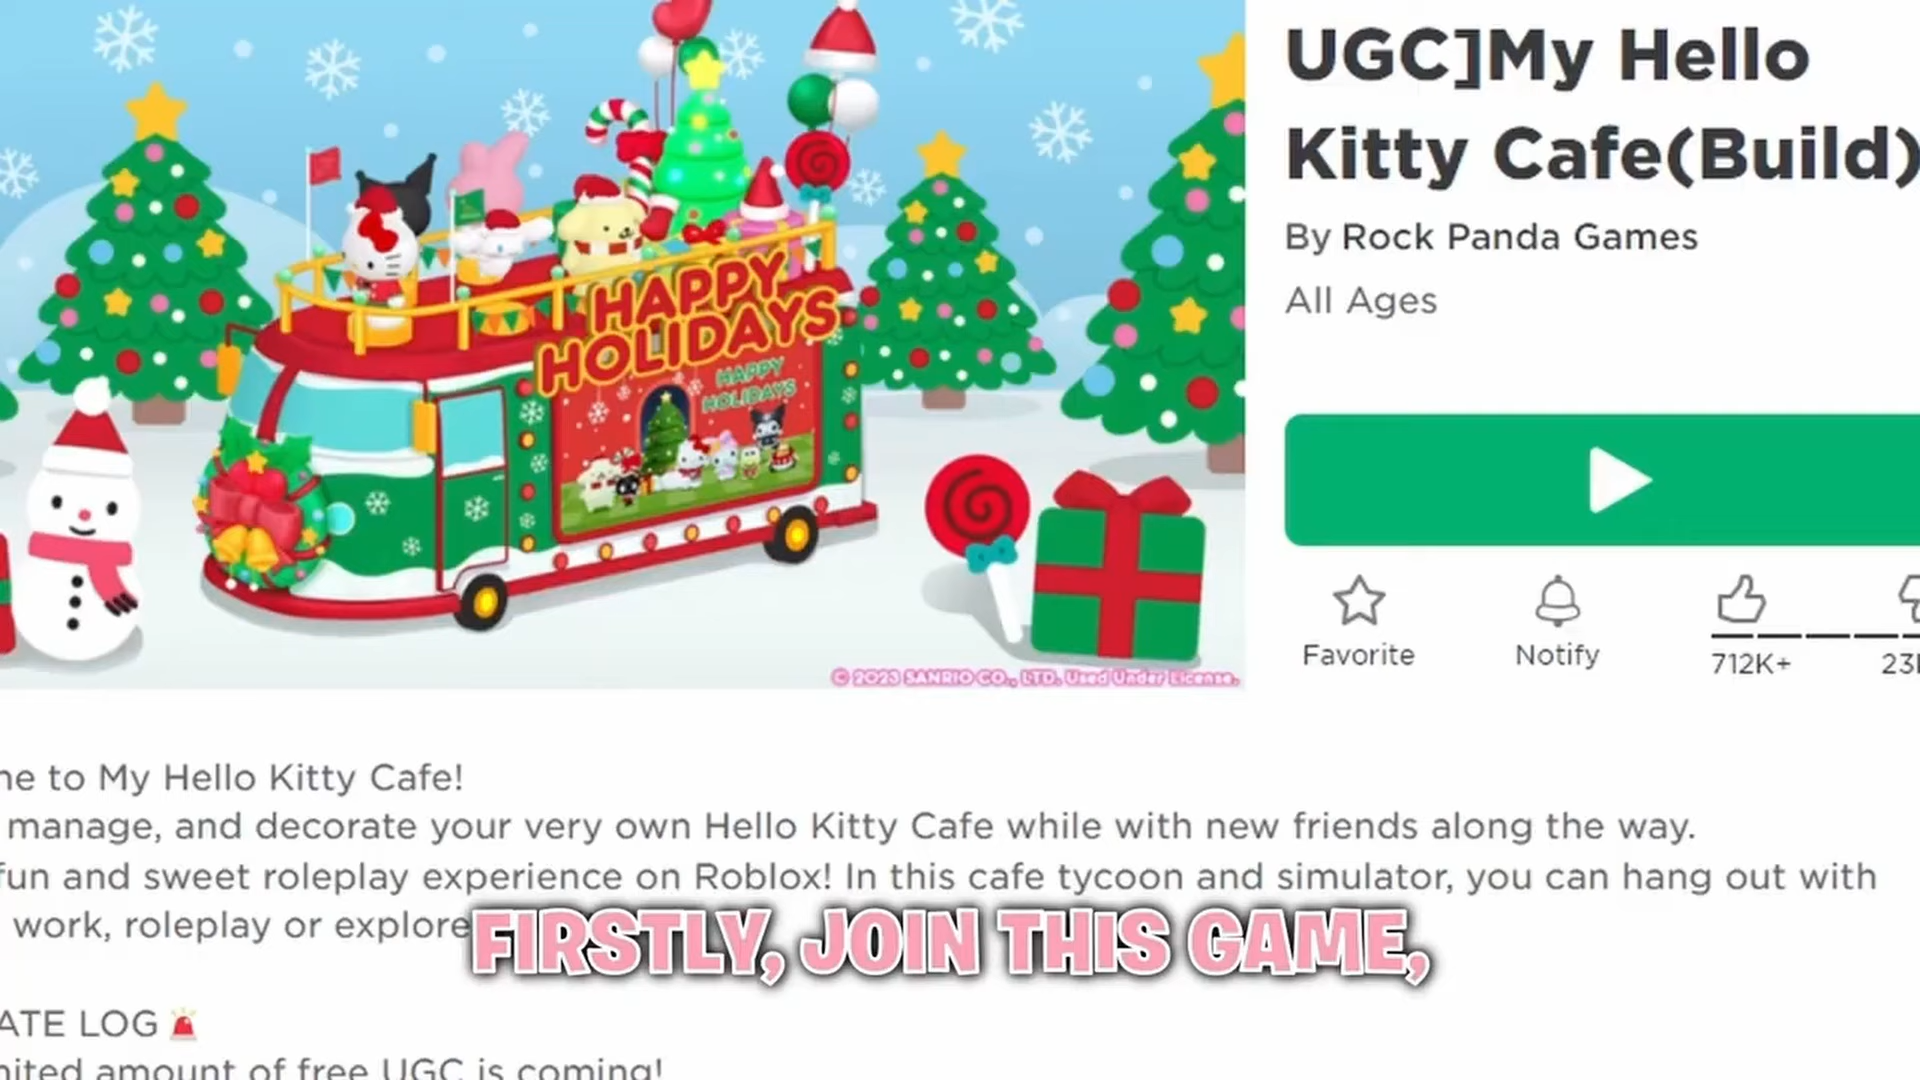 UGC]My Hello
Kitty Cafe(Build)
By Rock Panda Games
All Ages
HAPPY
HOLIDAYS
HAPPY
HOLIDAYS
Favorite
Notify
712K+
© 2023 SANRIO CO., LTD. Used Under License.
to My Hello Kitty Cafe!
manage, and decorate your very own Hello Kitty Cafe while with new friends along the way.
fun and sweet roleplay experience on Roblox! In this cafe tycoon and simulator, you can hang out with
work, roleplay or explore
FIRSTLY, JOIN THIS GAME,
LOG
amount of free UGC is coming!